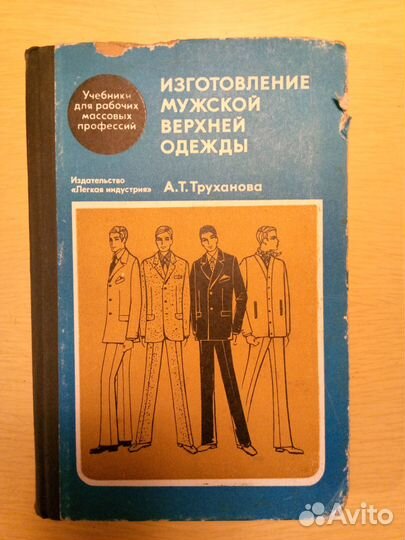 Учебники
для рабочих
массовых
профессий
ИЗГОТОВЛЕНИЕ
МУЖСКОЙ
ВЕРХНЕЙ
ОДЕЖДЫ
Издательство
«Легкая индустрия»
А.Т.Труханова
Avito